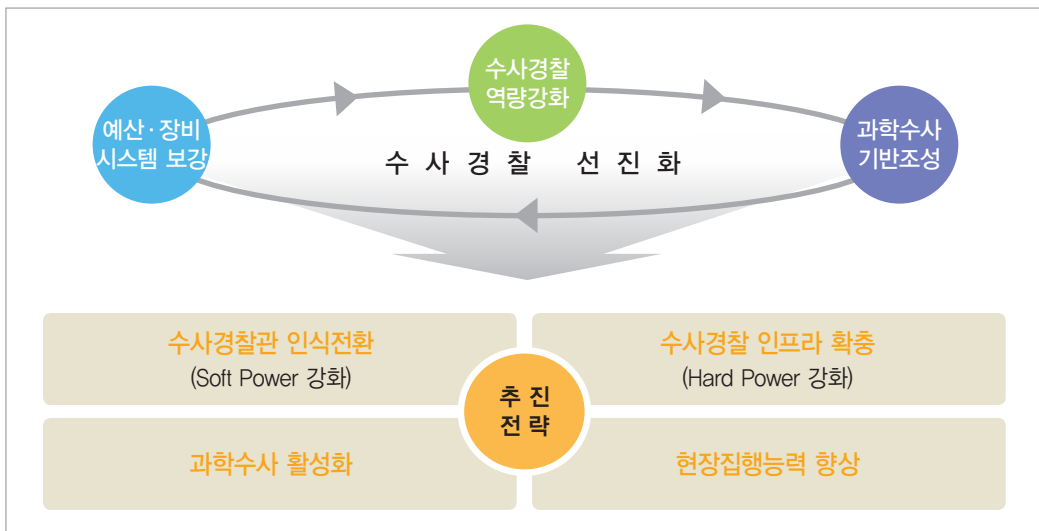 수사경찰
역량강화
예산·장비
시스템 보강
과학수사
기반조성
수사경찰 선진화
수사경찰관 인식전환
(Soft Power 강화)
수사경찰 인프라 확충
(Hard Power 강화)
추진
전략
과학수사 활성화
현장집행능력 향상